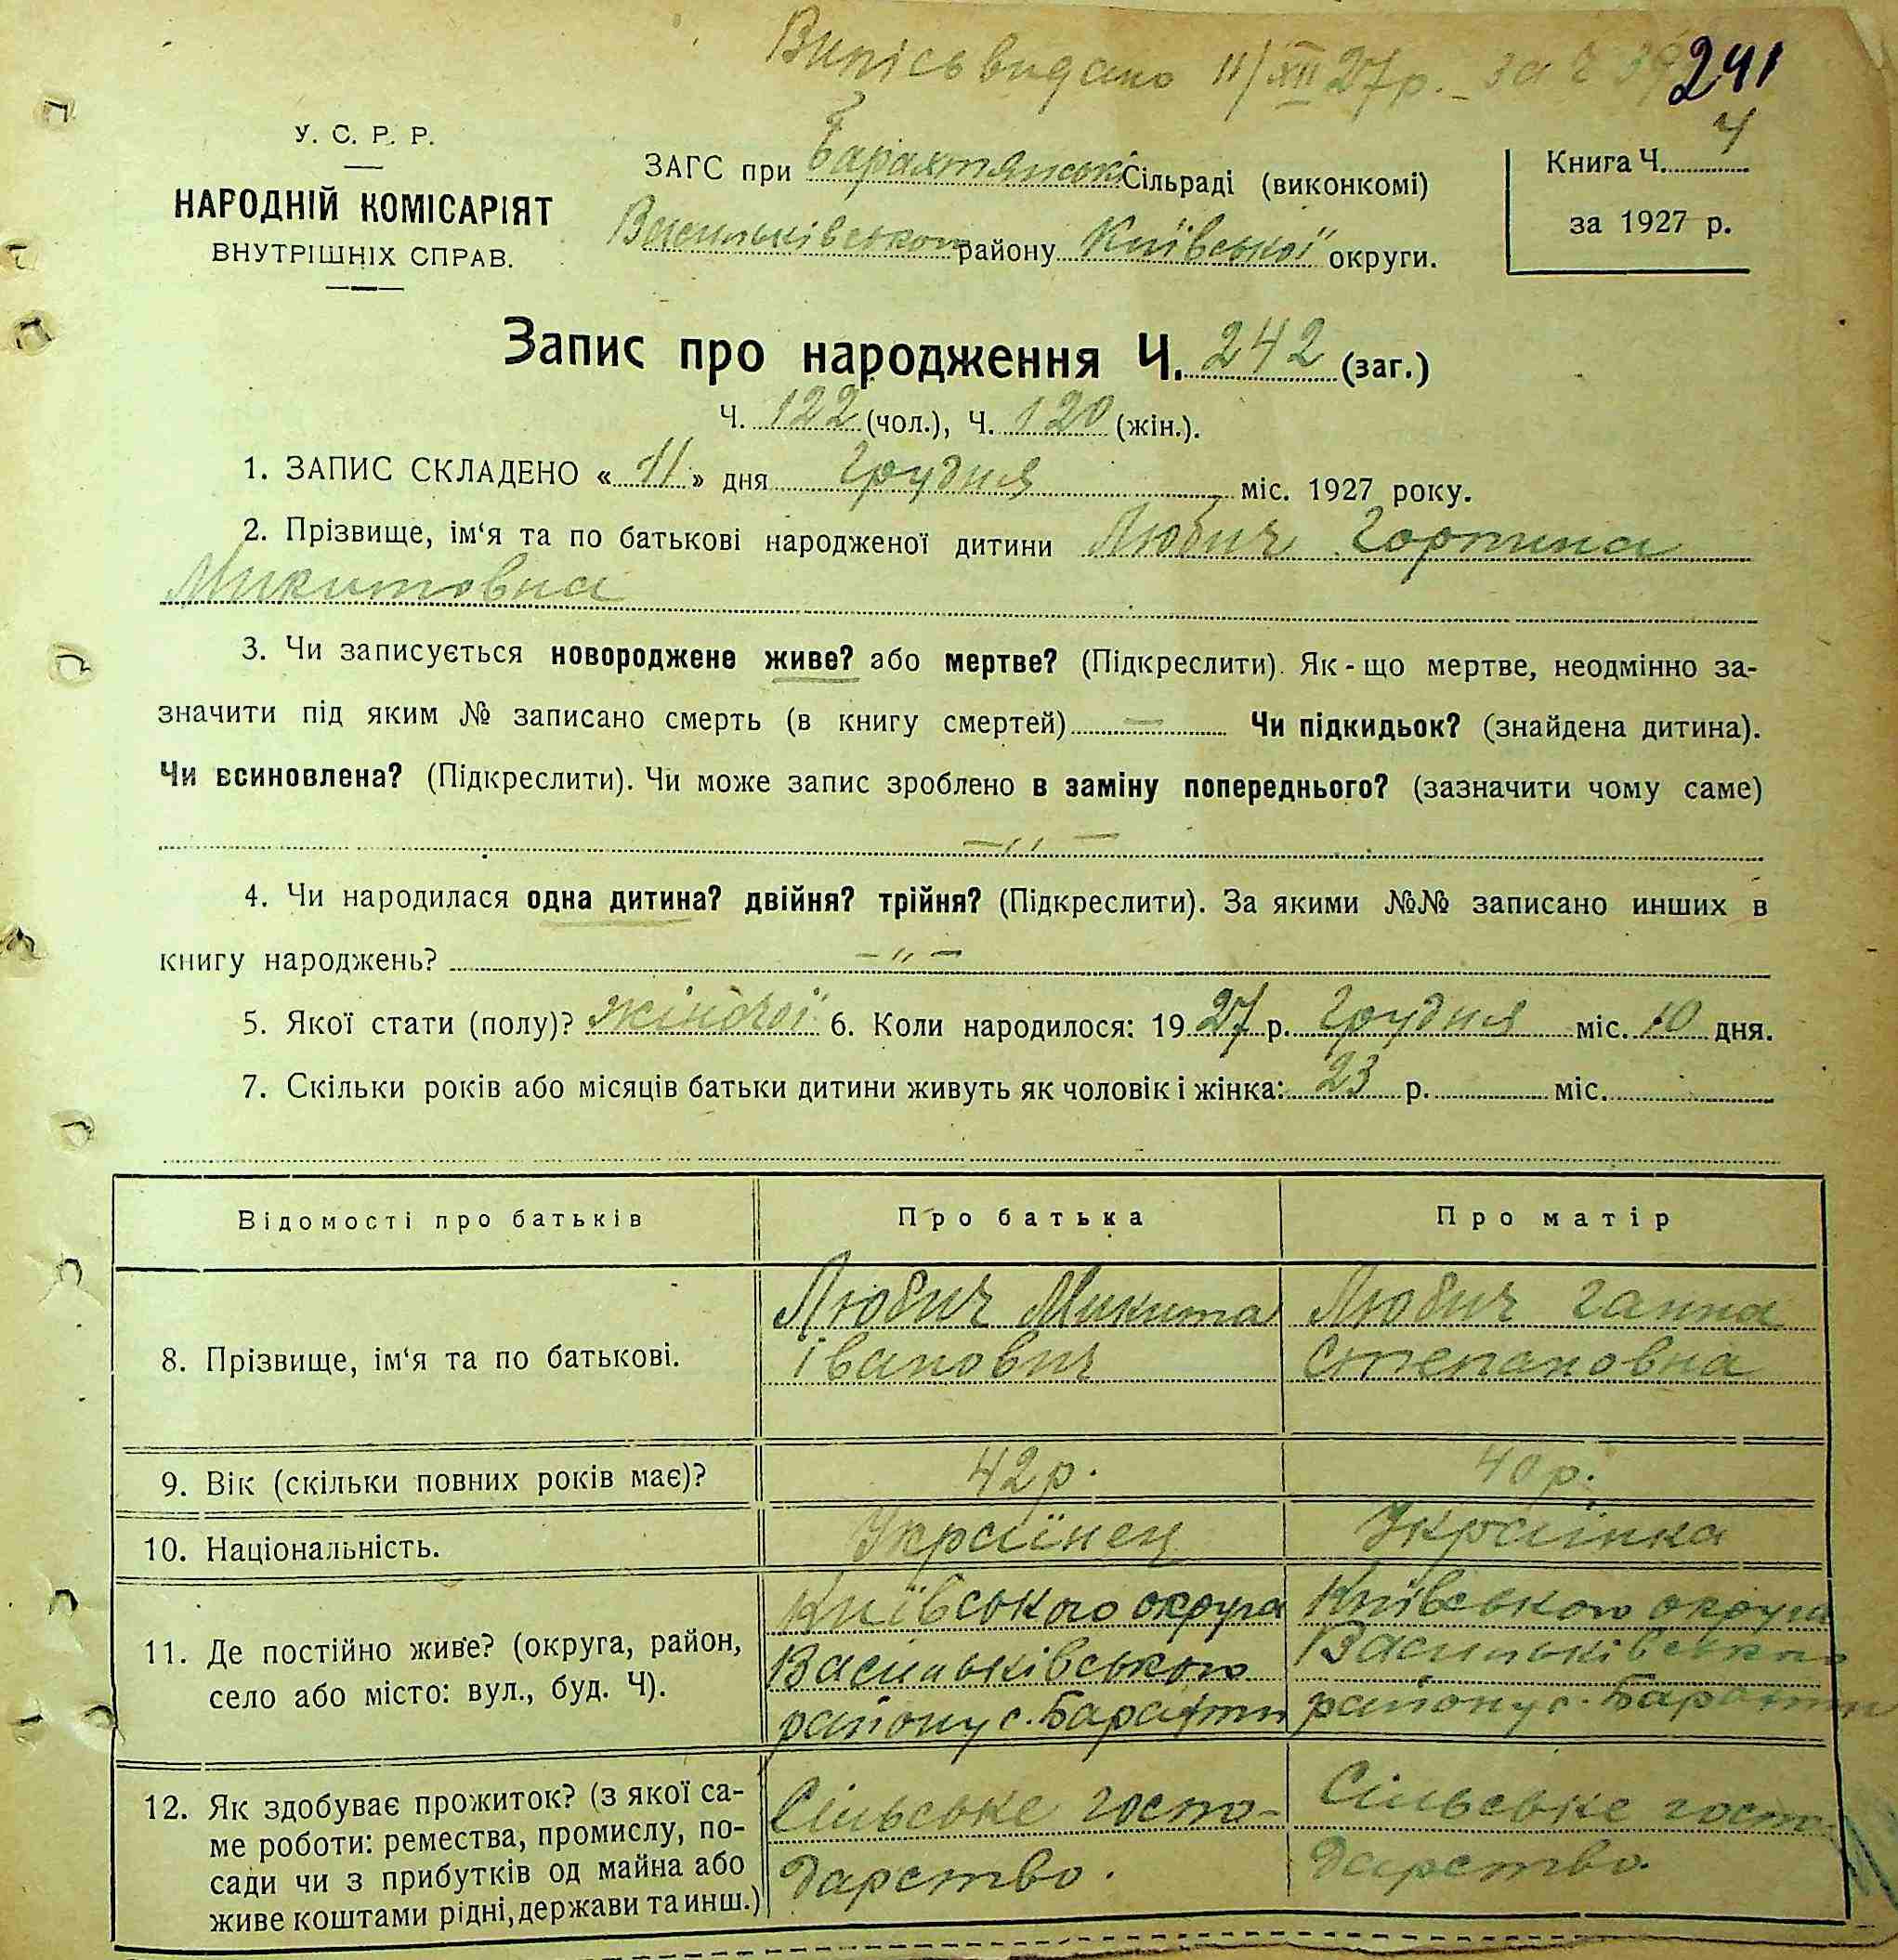 Випісь видано 11/XII 27р. за Ч 39
241
У. С. Р. Р.
НАРОДНІЙ КОМІСАРІЯТ
ВНУТРІШНІХ СПРАВ.
ЗАГС при Барахтянські Сільраді (виконкомі)
Васильківського району Київської округи.
Книга Ч. 4
за 1927 р.
Запис про народження Ч. 242 (заг.)
Ч. 122 (чол.), Ч. 120 (жін.).
1. ЗАПИС СКЛАДЕНО « 11 » дня Грудня міс. 1927 року.
2. Прізвище, ім‘я та по батькові народженої дитини Любич Горпина
Микитовна
3. Чи записується новороджене живе? або мертве? (Підкреслити). Як-що мертве, неодмінно за-
значити під яким № записано смерть (в книгу смертей) — Чи підкидьок? (знайдена дитина).
Чи всиновлена? (Підкреслити). Чи може запис зроблено в заміну попереднього? (зазначити чому саме)
— „ —
4. Чи народилася одна дитина? двійня? трійня? (Підкреслити). За якими №№ записано инших в
книгу народжень? — „ —
5. Якої стати (полу)? жіночої 6. Коли народилося: 19 27 р. Грудня міс. 10 дня.
7. Скільки років або місяців батьки дитини живуть як чоловік і жінка: 23 р. міс.
Відомості про батьків Про батька Про матір
8. Прізвище, ім‘я та по батькові.
Любич Микита
Іванович
Любич Ганна
Степановна
9. Вік (скільки повних років має)? 42 р. 40 р.
10. Національність. Українец Українка
11. Де постійно живе? (округа, район,
село або місто: вул., буд. Ч).
Київського округа
Васильківського
району с. Барахти
Київського округа
Васильківського
району с. Барахти
12. Як здобуває прожиток? (з якої са-
ме роботи: ремества, промислу, по-
сади чи з прибутків од майна або
живе коштами рідні, держави та инш.)
Сільське госпо-
дарство.
Сільське госпо-
дарство.